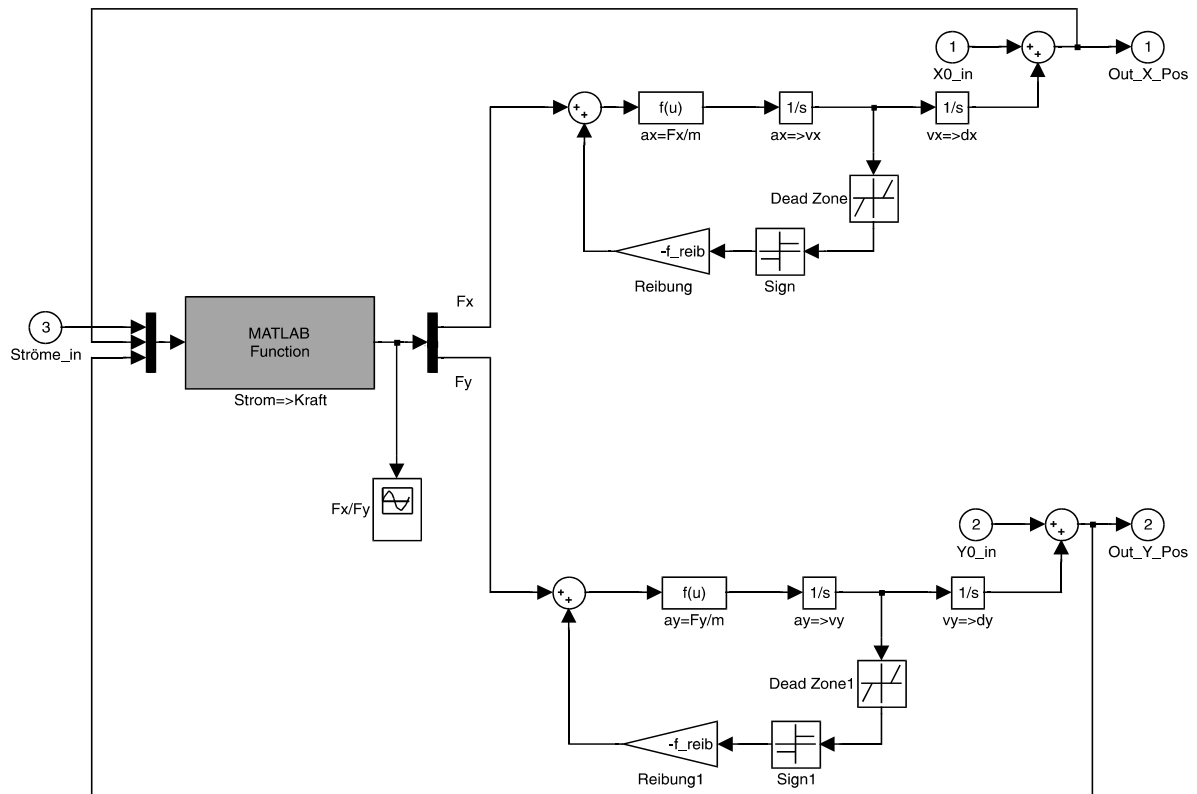 1
X0_in
+
+
1
Out_X_Pos
+
+
f(u)
ax=Fx/m
1/s
ax=>vx
1/s
vx=>dx
Dead Zone
-f_reib
Reibung
Sign
3
Ströme_in
MATLAB
Function
Strom=>Kraft
Fx
Fy
Fx/Fy
2
Y0_in
+
+
2
Out_Y_Pos
+
+
f(u)
ay=Fy/m
1/s
ay=>vy
1/s
vy=>dy
Dead Zone1
-f_reib
Reibung1
Sign1